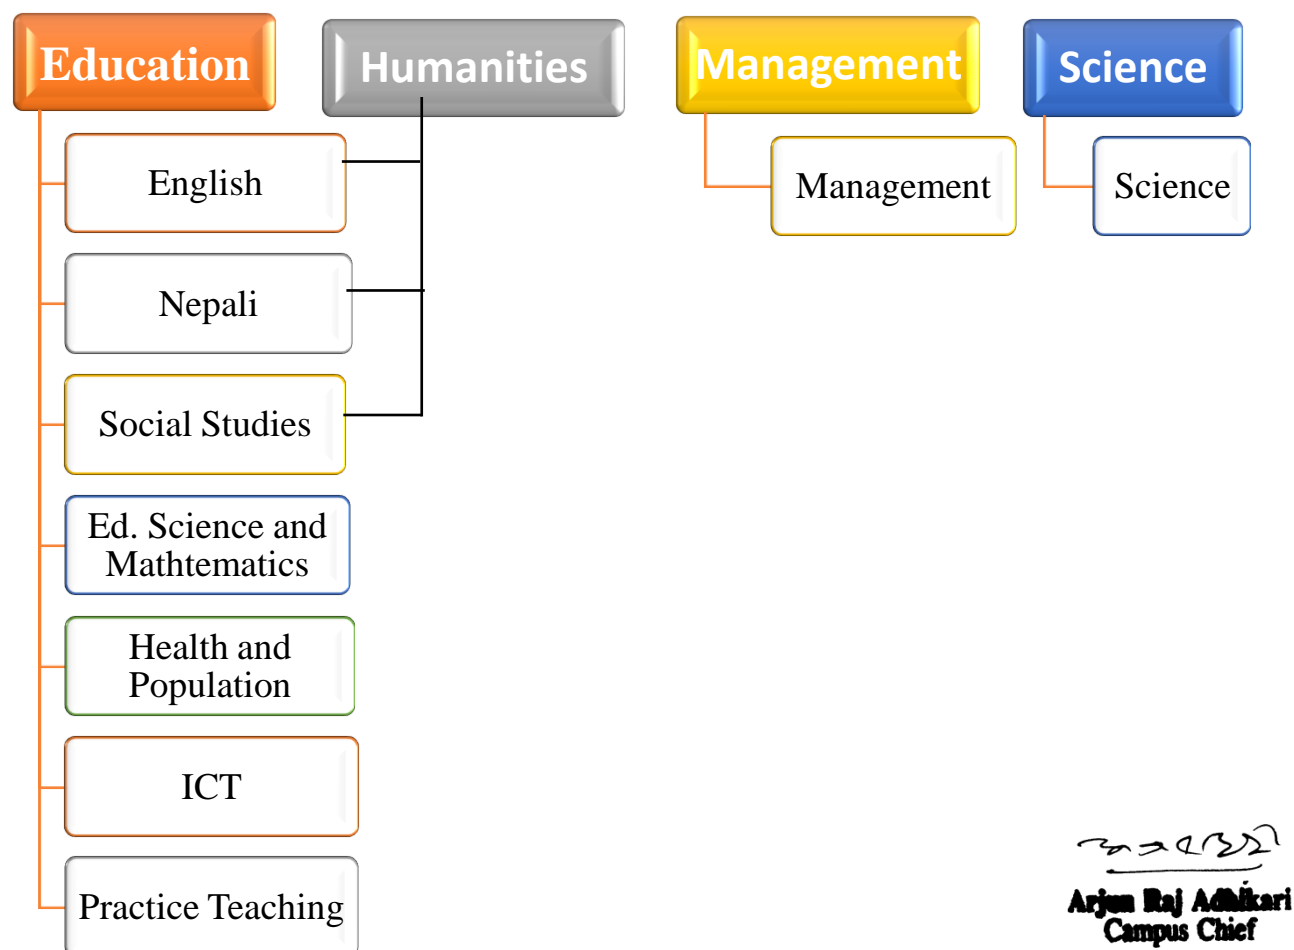 Education
Humanities
Management
Science
English
Nepali
Social Studies
Ed. Science and
Mathtematics
Health and
Population
ICT
Practice Teaching
Management
Science
Arjun Raj Adhikari
Campus Chief